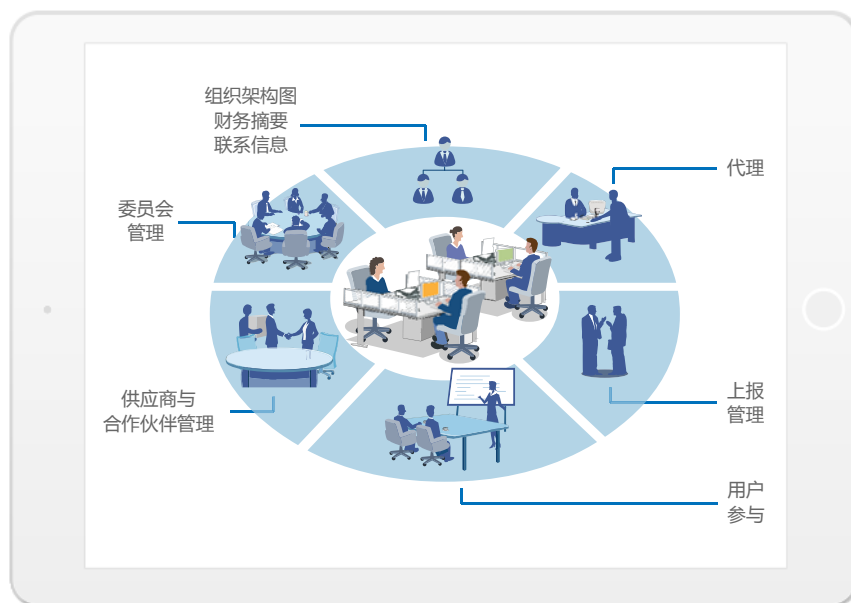 组织架构图
财务摘要
联系信息
代理
委员会
管理
供应商与
合作伙伴管理
上报
管理
用户
参与